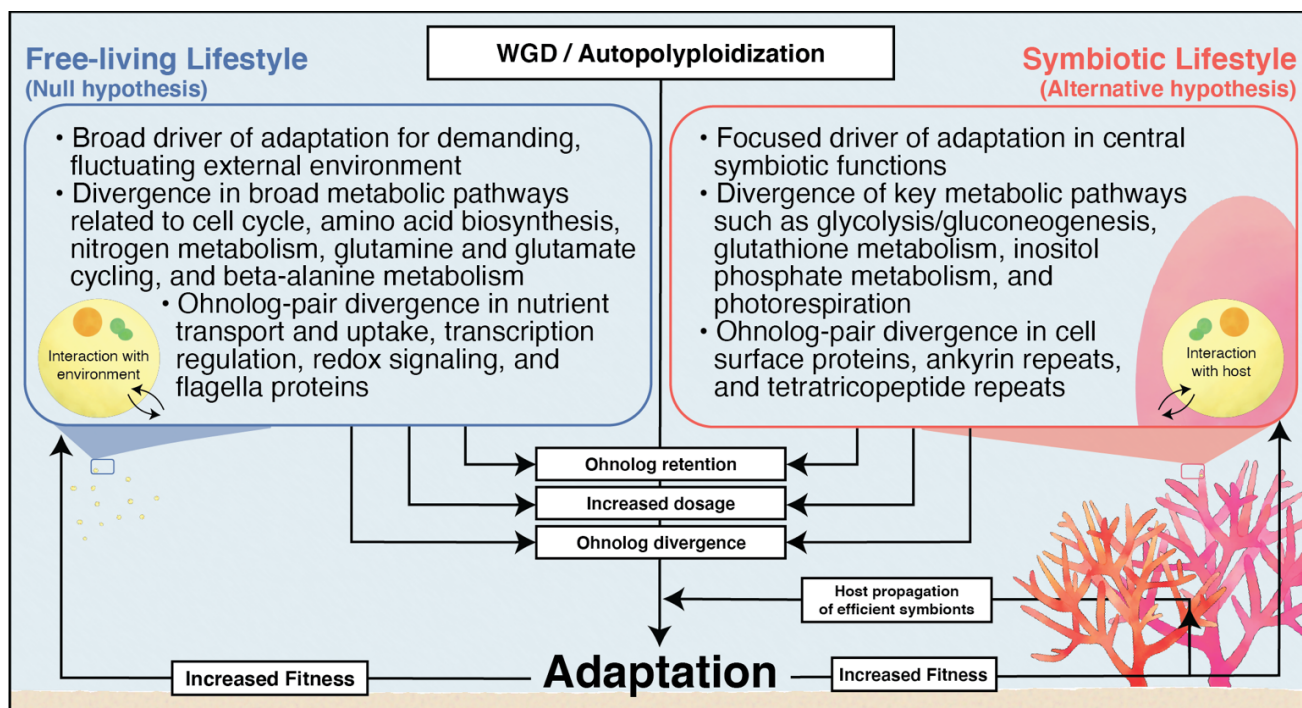 WGD / Autopolyploidization
Free-living Lifestyle
(Null hypothesis)
• Broad driver of adaptation for demanding,
fluctuating external environment
• Divergence in broad metabolic pathways
related to cell cycle, amino acid biosynthesis,
nitrogen metabolism, glutamine and glutamate
cycling, and beta-alanine metabolism
• Ohnolog-pair divergence in nutrient
transport and uptake, transcription
regulation, redox signaling, and
flagella proteins
Interaction with
environment
Symbiotic Lifestyle
(Alternative hypothesis)
• Focused driver of adaptation in central
symbiotic functions
• Divergence of key metabolic pathways
such as glycolysis/gluconeogenesis,
glutathione metabolism, inositol
phosphate metabolism, and
photorespiration
• Ohnolog-pair divergence in cell
surface proteins, ankyrin repeats,
and tetratricopeptide repeats
Interaction
with host
Ohnolog retention
Increased dosage
Ohnolog divergence
Host propagation
of efficient symbionts
Increased Fitness
Adaptation
Increased Fitness